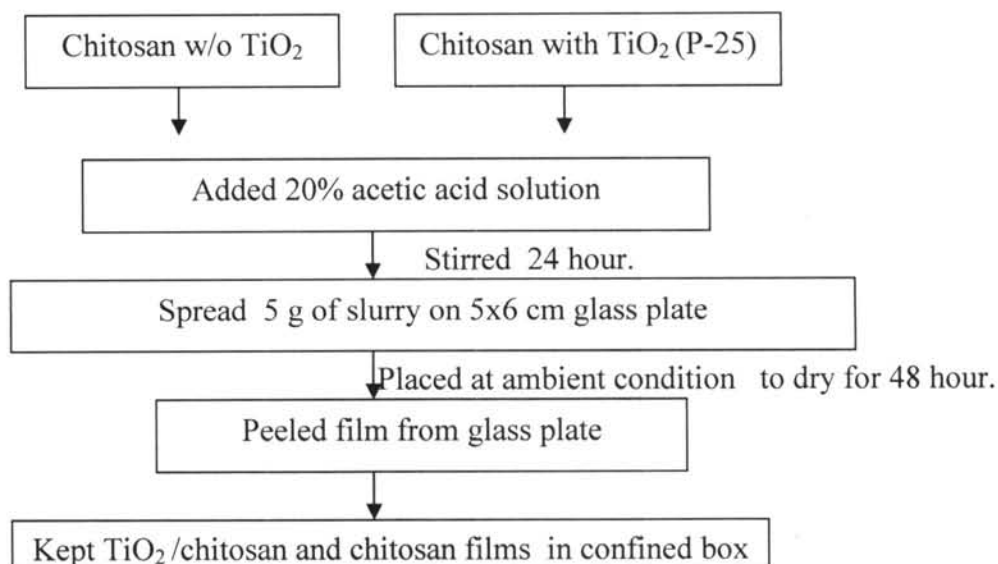 Chitosan w/o TiO₂
Chitosan with TiO₂ (P-25)
Added 20% acetic acid solution
Stirred 24 hour.
Spread 5 g of slurry on 5x6 cm glass plate
Placed at ambient condition to dry for 48 hour.
Peeled film from glass plate
Kept TiO₂ /chitosan and chitosan films in confined box